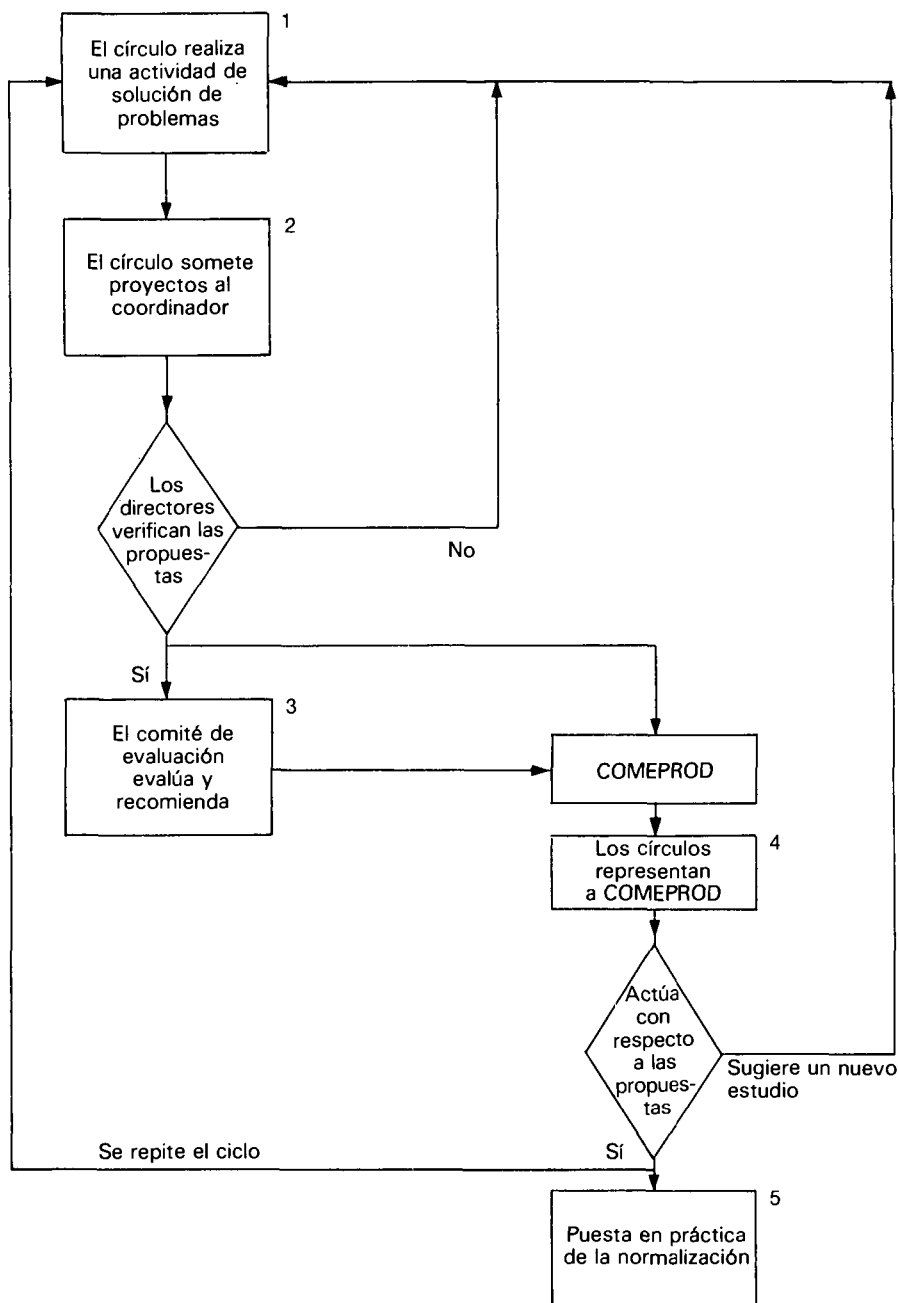 1
El círculo realiza
una actividad de
solución de
problemas
2
El círculo somete
proyectos al
coordinador
Los
directores
verifican las
propues-
tas
No
Sí
3
El comité de
evaluación
evalúa y
recomienda
COMEPROD
4
Los círculos
representan
a COMEPROD
Actúa
con
respecto
a las
propues-
tas
Sugiere un nuevo
estudio
Se repite el ciclo
Sí
5
Puesta en práctica
de la normalización